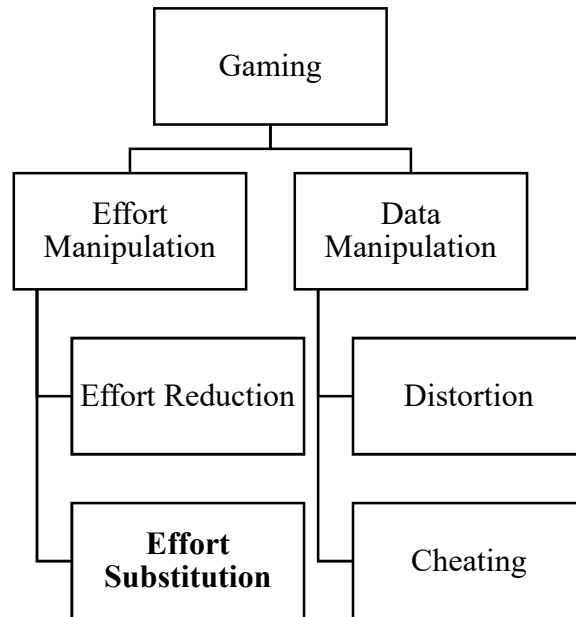 Gaming
Effort
Manipulation
Data
Manipulation
Effort Reduction
Distortion
Effort
Substitution
Cheating